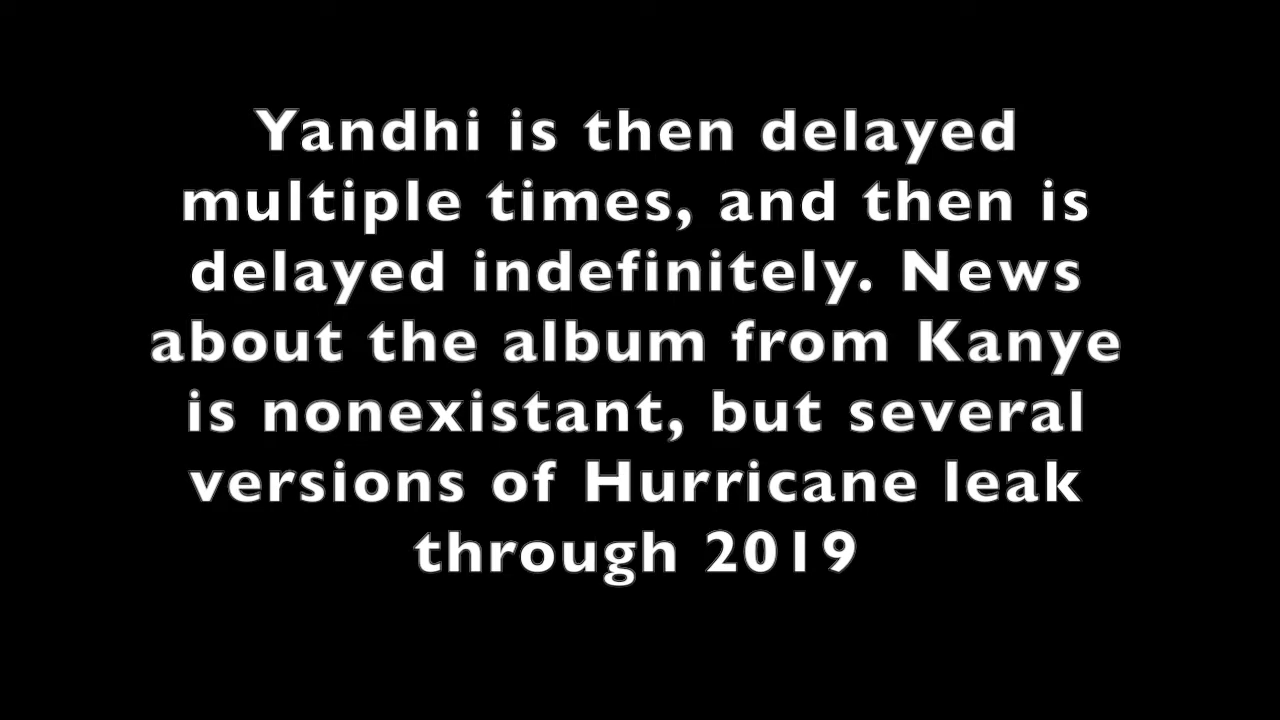 Yandhi is then delayed
multiple times, and then is
delayed indefinitely. News
about the album from Kanye
is nonexistant, but several
versions of Hurricane leak
through 2019